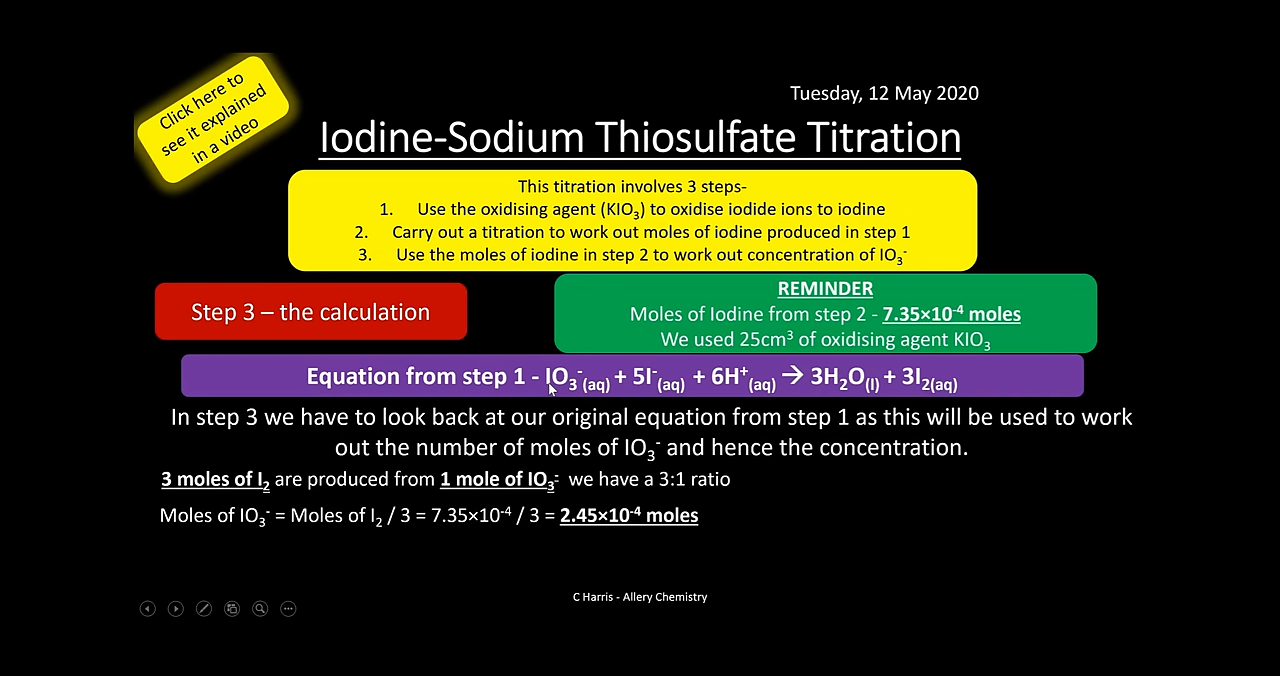 Click here to
see it explained
in a video
Tuesday, 12 May 2020
Iodine-Sodium Thiosulfate Titration
This titration involves 3 steps-
1. Use the oxidising agent (KIO₃) to oxidise iodide ions to iodine
2. Carry out a titration to work out moles of iodine produced in step 1
3. Use the moles of iodine in step 2 to work out concentration of IO₃⁻
Step 3 – the calculation
REMINDER
Moles of Iodine from step 2 - 7.35×10⁻⁴ moles
We used 25cm³ of oxidising agent KIO₃
Equation from step 1 - IO₃⁻(aq) + 5I⁻(aq) + 6H⁺(aq) → 3H₂O(l) + 3I₂(aq)
In step 3 we have to look back at our original equation from step 1 as this will be used to work
out the number of moles of IO₃⁻ and hence the concentration.
3 moles of I₂ are produced from 1 mole of IO₃⁻ we have a 3:1 ratio
Moles of IO₃⁻ = Moles of I₂ / 3 = 7.35×10⁻⁴ / 3 = 2.45×10⁻⁴ moles
C Harris - Allery Chemistry